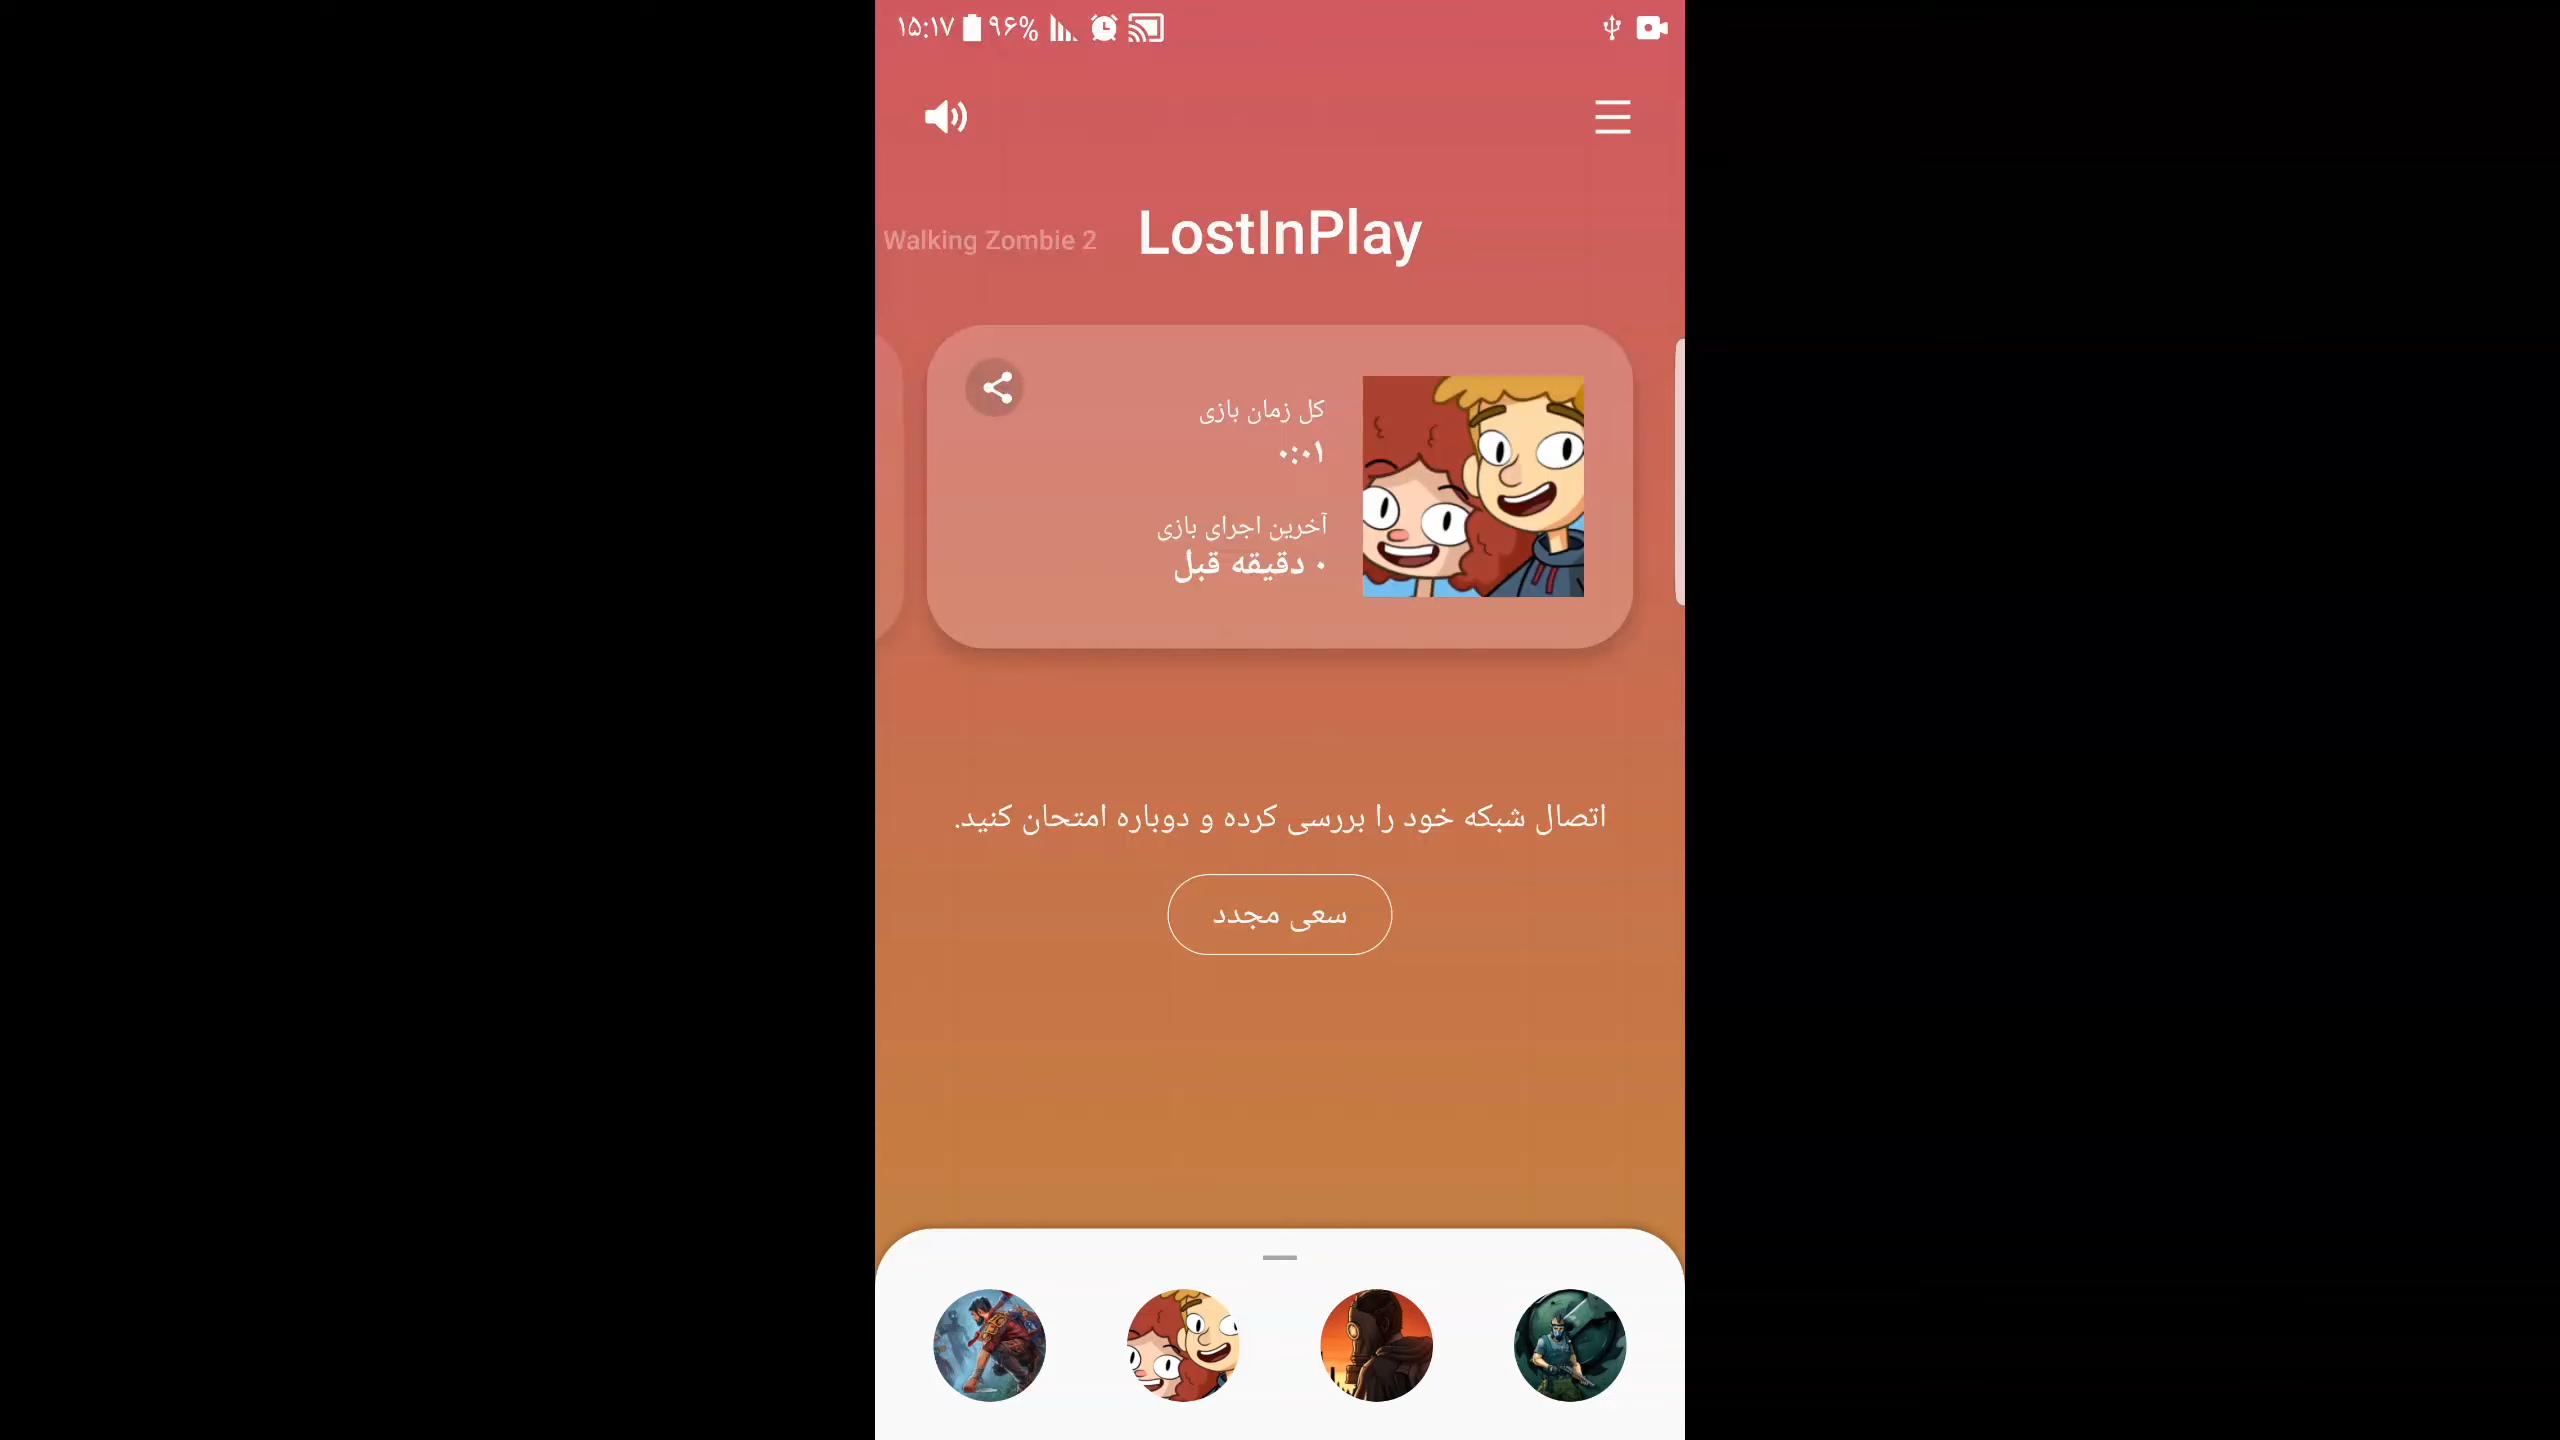 ۱۵:۱۷ ۹۶%
Walking Zombie 2
LostInPlay
کل زمان بازی
۰:۰۱
آخرین اجرای بازی
۰ دقیقه قبل
اتصال شبکه خود را بررسی کرده و دوباره امتحان کنید.
سعی مجدد